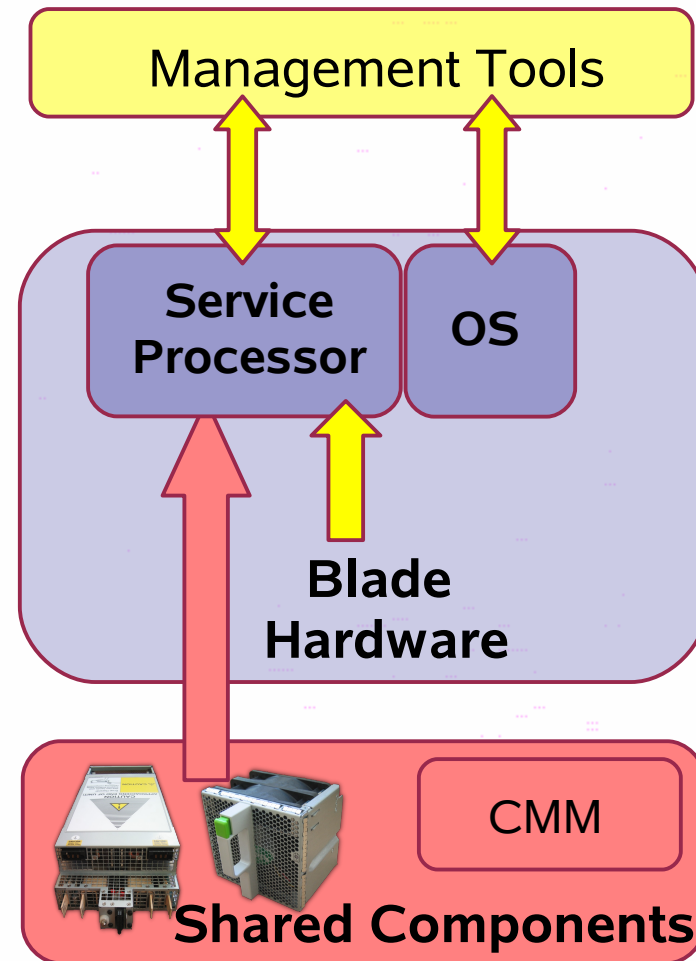 Management Tools
Service
Processor
OS
Blade
Hardware
CMM
Shared Components